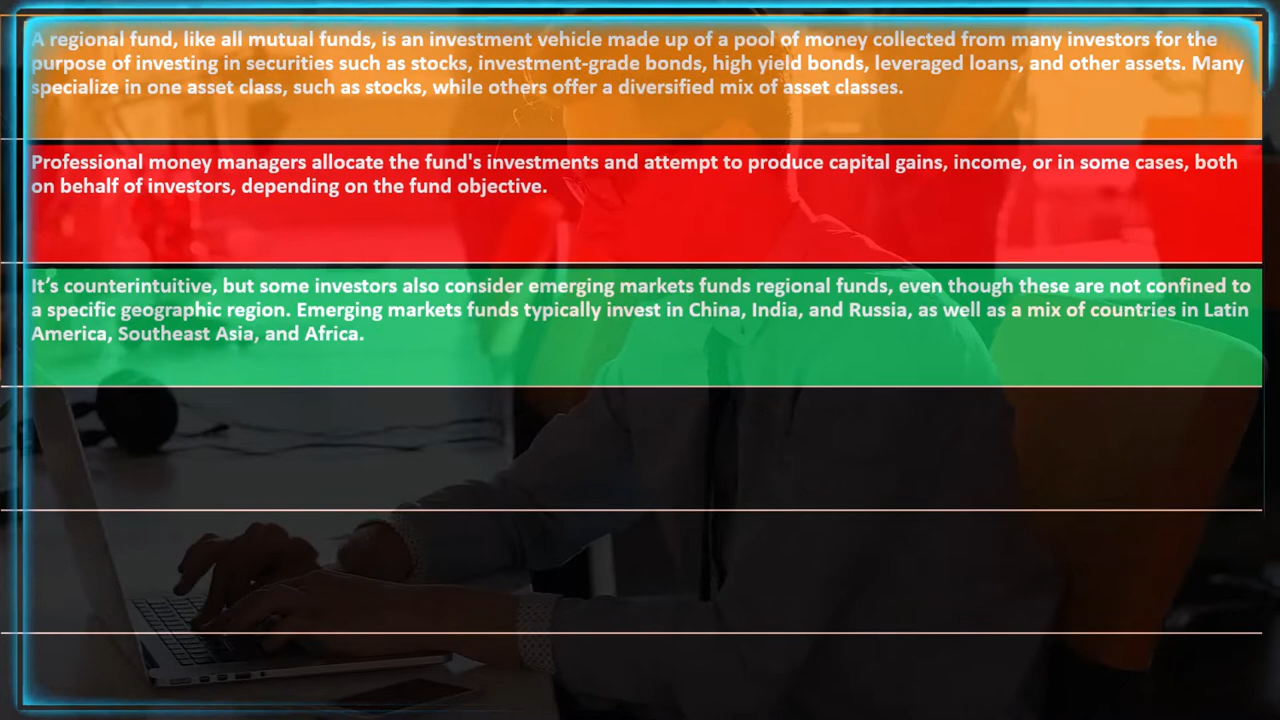 A regional fund, like all mutual funds, is an investment vehicle made up of a pool of money collected from many investors for the
purpose of investing in securities such as stocks, investment-grade bonds, high yield bonds, leveraged loans, and other assets. Many
specialize in one asset class, such as stocks, while others offer a diversified mix of asset classes.
Professional money managers allocate the fund's investments and attempt to produce capital gains, income, or in some cases, both
on behalf of investors, depending on the fund objective.
It’s counterintuitive, but some investors also consider emerging markets funds regional funds, even though these are not confined to
a specific geographic region. Emerging markets funds typically invest in China, India, and Russia, as well as a mix of countries in Latin
America, Southeast Asia, and Africa.